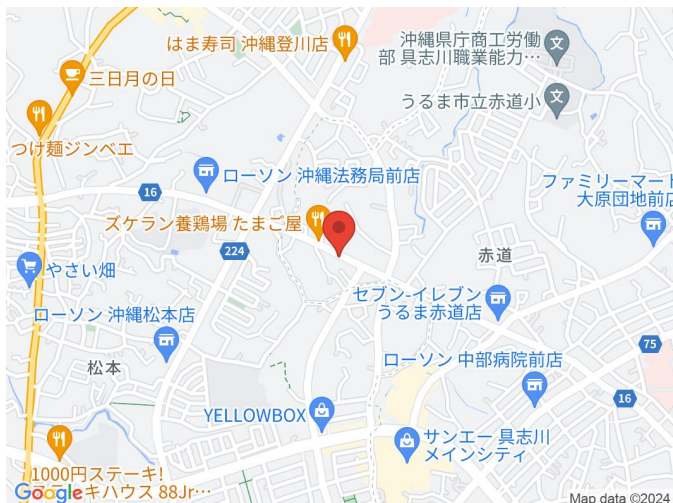 はま寿司 沖縄登川店
沖縄県庁商工労働
部 具志川職業能力…
三日月の日
うるま市立赤道小
つけ麺ジンベエ
ローソン 沖縄法務局前店
16
ファミリーマート
大原団地前店
ズケラン養鶏場 たまご屋
224
赤道
やさい畑
セブン-イレブン
うるま赤道店
ローソン 沖縄松本店
75
松本
ローソン 中部病院前店
16
YELLOWBOX
サンエー 具志川
メインシティ
1000円ステーキ!
キハウス 88Jr…
Google
Map data ©2024